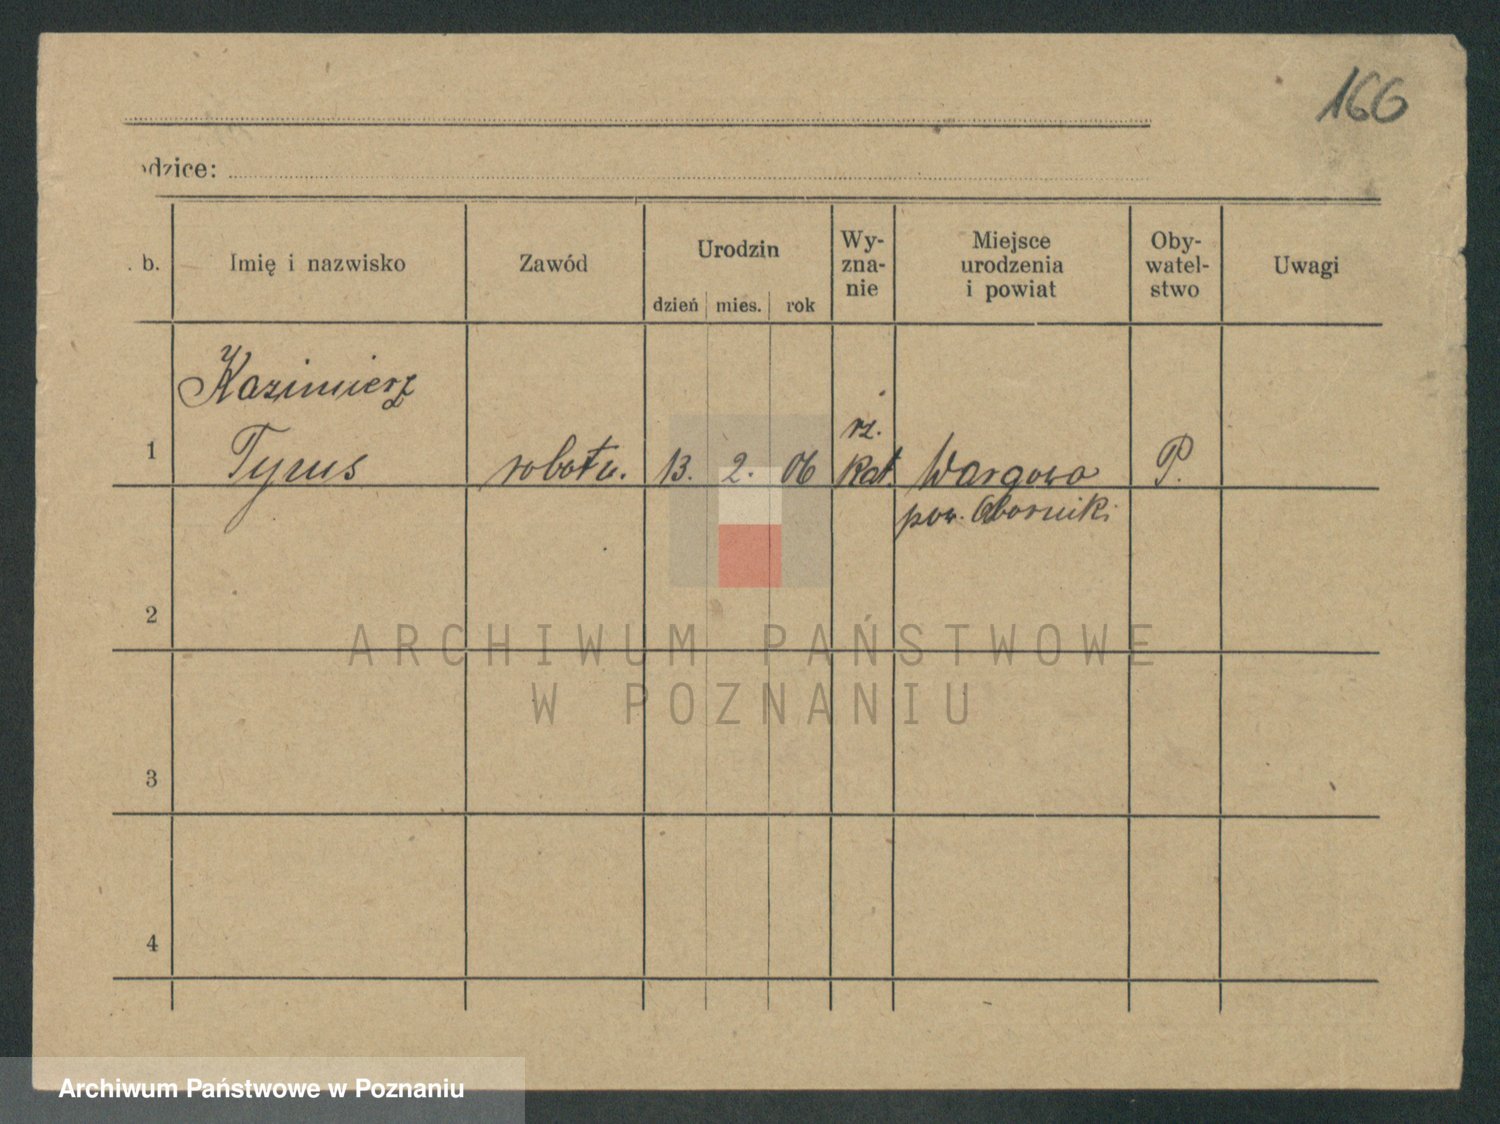 166
odzice:
. b.
Imię i nazwisko
Zawód
Urodzin
dzień mies. rok
Wy-
zna-
nie
Miejsce
urodzenia
i powiat
Oby-
watel-
stwo
Uwagi
Kazimierz
1 Tyrus robotn. 13. 2. 06 rz. kat Wargowo P.
pow. Oborniki
2
ARCHIWUM PAŃSTWOWE
W POZNANIU
3
4
Archiwum Państwowe w Poznaniu